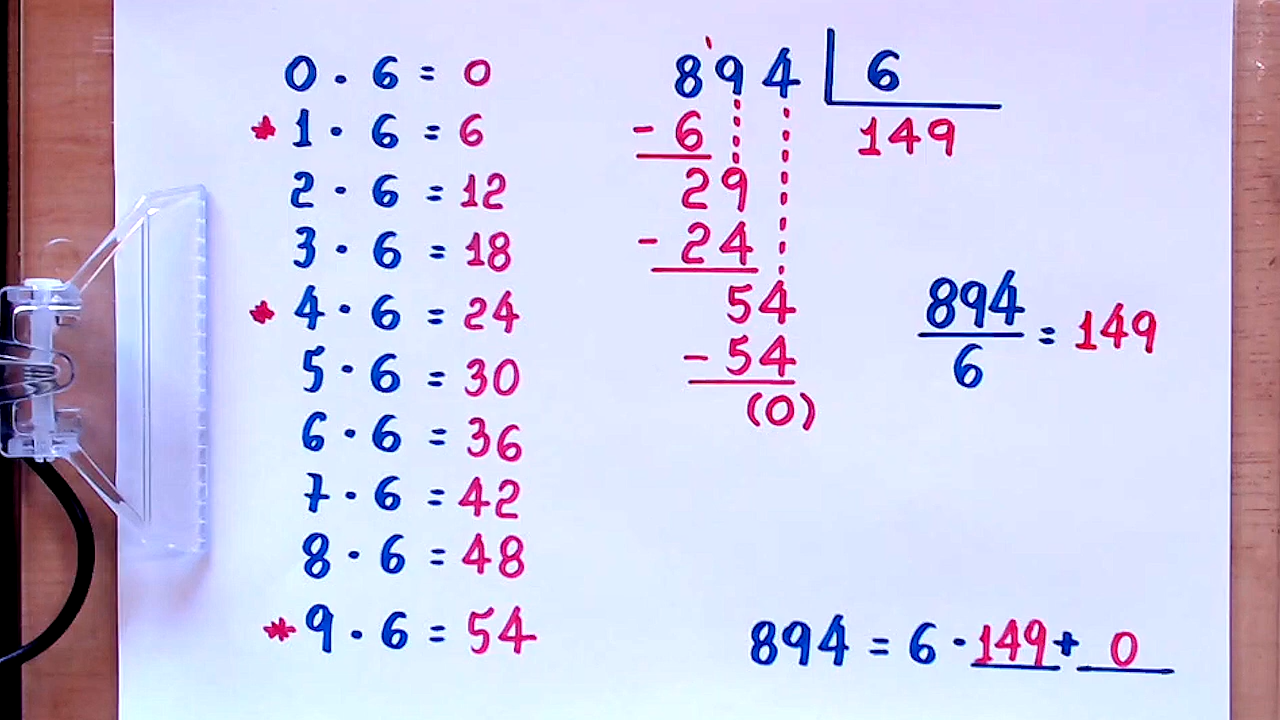 0 · 6 = 0
* 1 · 6 = 6
2 · 6 = 12
3 · 6 = 18
* 4 · 6 = 24
5 · 6 = 30
6 · 6 = 36
7 · 6 = 42
8 · 6 = 48
* 9 · 6 = 54
8'94 | 6
- 6 149
29
- 24
54
- 54
(0)
894
6
= 149
894 = 6 · 149 + 0